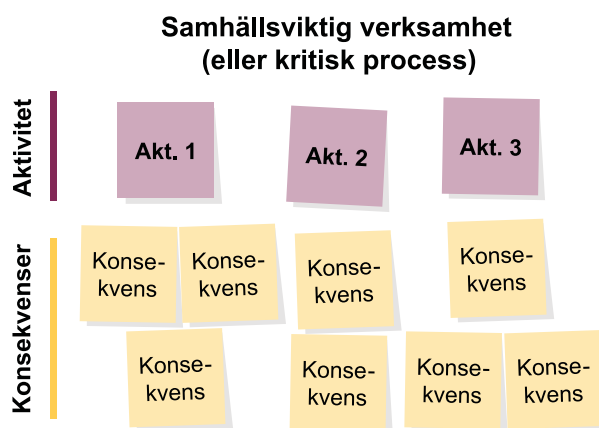 Samhällsviktig verksamhet
(eller kritisk process)
Aktivitet
Akt. 1
Akt. 2
Akt. 3
Konsekvenser
Konse-
kvens
Konse-
kvens
Konse-
kvens
Konse-
kvens
Konse-
kvens
Konse-
kvens
Konse-
kvens
Konse-
kvens